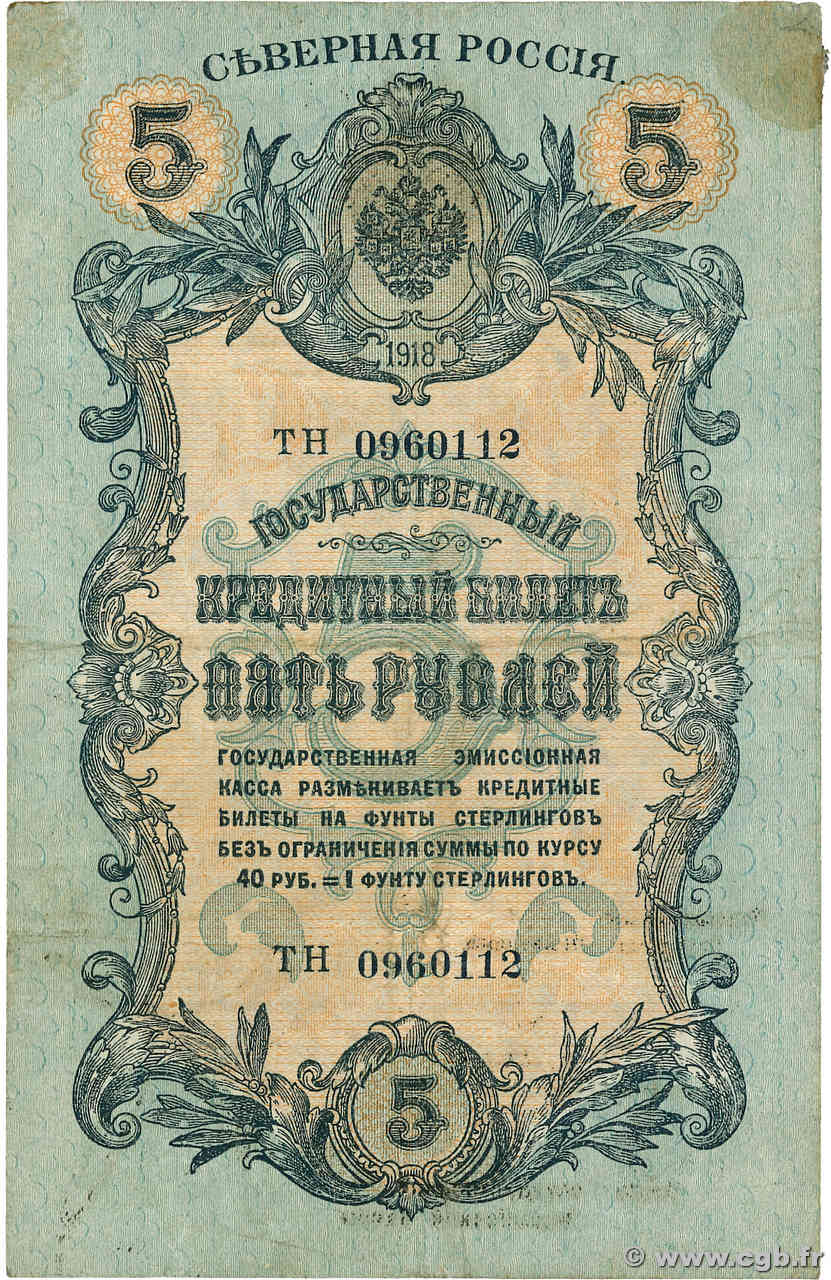 СѢВЕРНАЯ РОССІЯ.
5 5
1918
ТН 0960112
ГОСУДАРСТВЕННЫЙ
КРЕДИТНЫЙ БИЛЕТЪ
ПЯТЬ РУБЛЕЙ
ГОСУДАРСТВЕННАЯ ЭМИССІОННАЯ
КАССА РАЗМѢНИВАЕТЪ КРЕДИТНЫЕ
БИЛЕТЫ НА ФУНТЫ СТЕРЛИНГОВЪ
БЕЗЪ ОГРАНИЧЕНІЯ СУММЫ ПО КУРСУ
40 РУБ. = 1 ФУНТУ СТЕРЛИНГОВЪ.
ТН 0960112
5
© www.cgb.fr